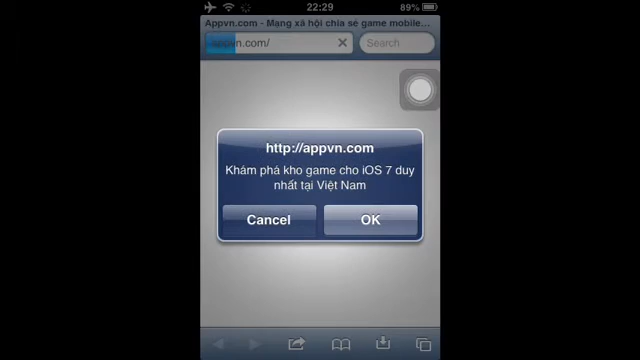 22:29
89%
Appvn.com - Mạng xã hội chia sẻ game mobile...
appvn.com/
Search
http://appvn.com
Khám phá kho game cho iOS 7 duy
nhất tại Việt Nam
Cancel
OK